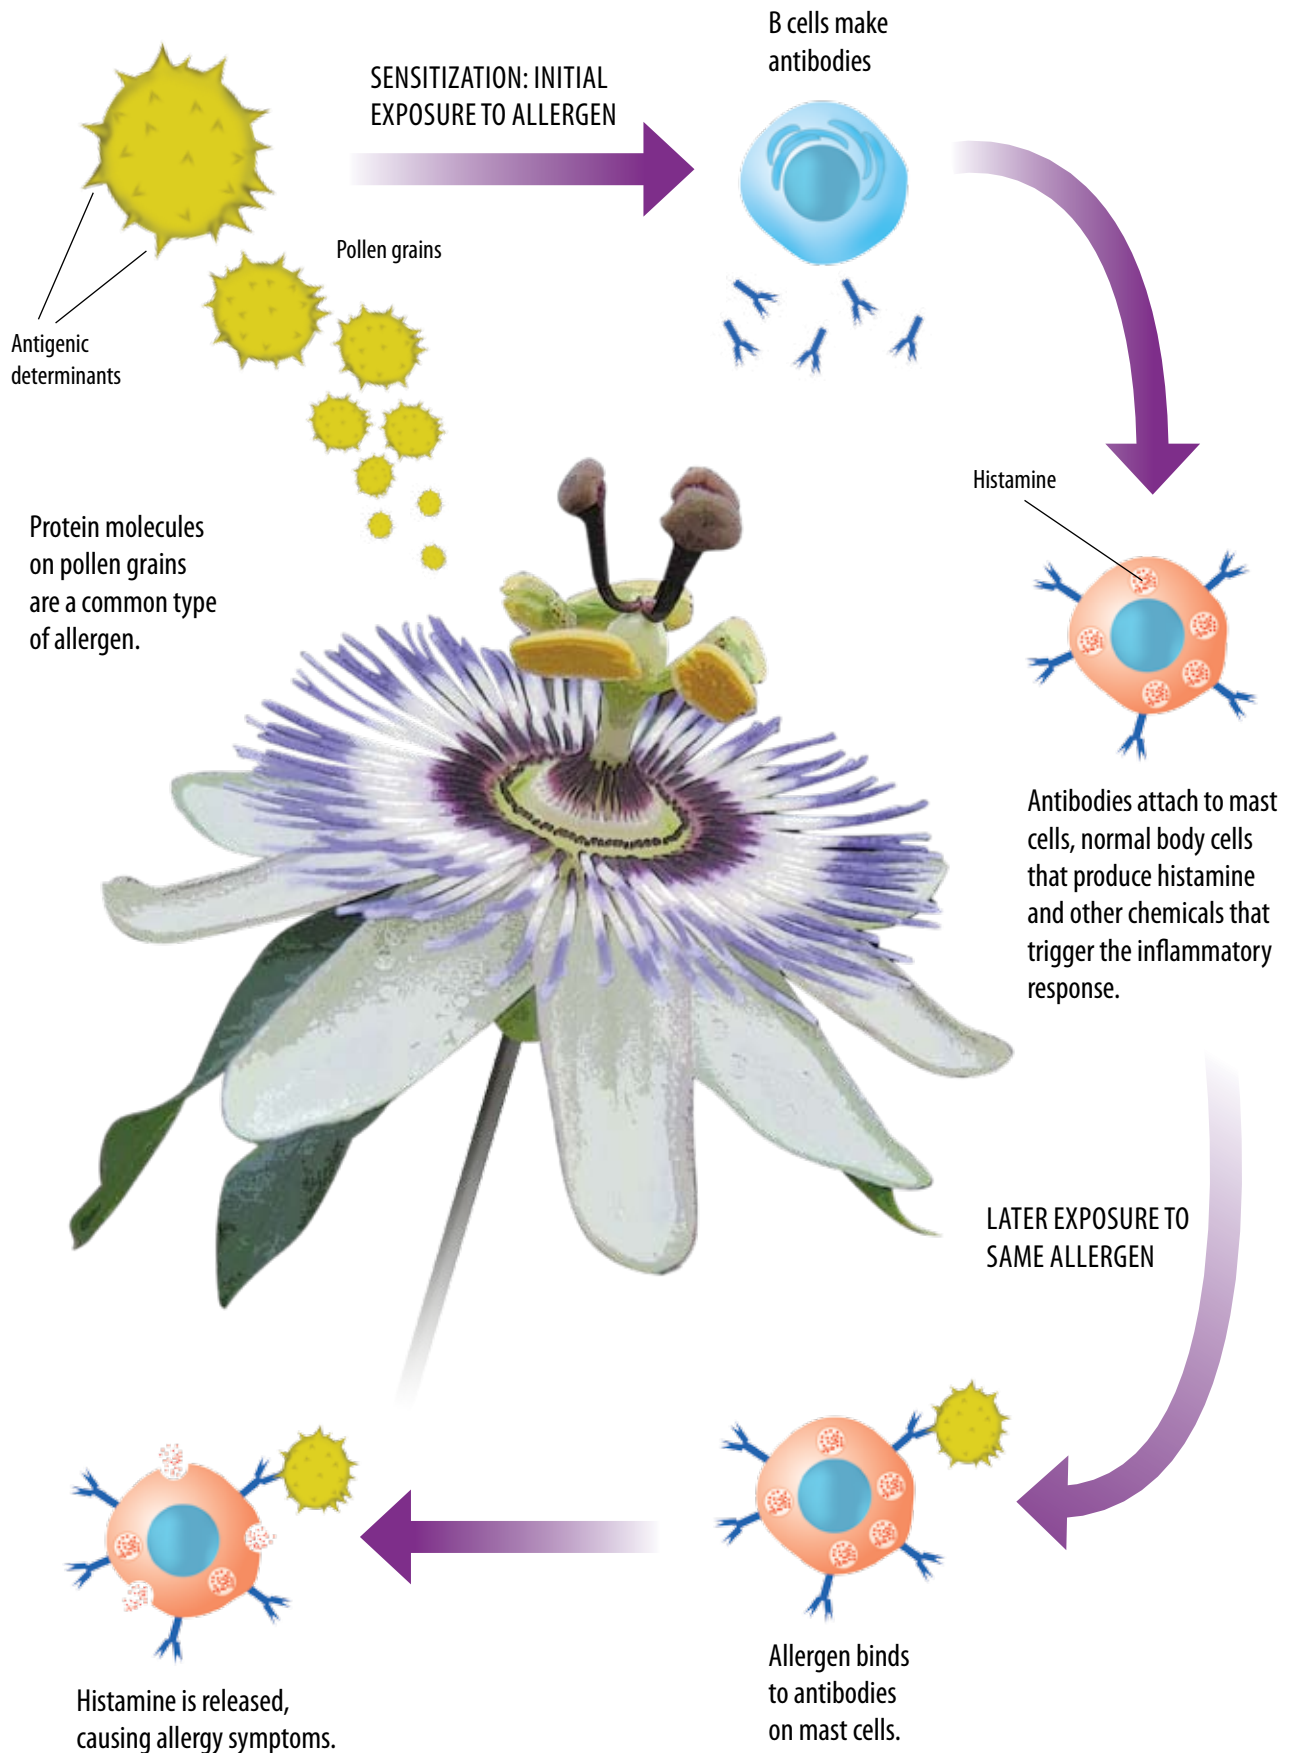 B cells make
antibodies
SENSITIZATION: INITIAL
EXPOSURE TO ALLERGEN
Pollen grains
Antigenic
determinants
Histamine
Protein molecules
on pollen grains
are a common type
of allergen.
Antibodies attach to mast
cells, normal body cells
that produce histamine
and other chemicals that
trigger the inflammatory
response.
LATER EXPOSURE TO
SAME ALLERGEN
Allergen binds
to antibodies
on mast cells.
Histamine is released,
causing allergy symptoms.